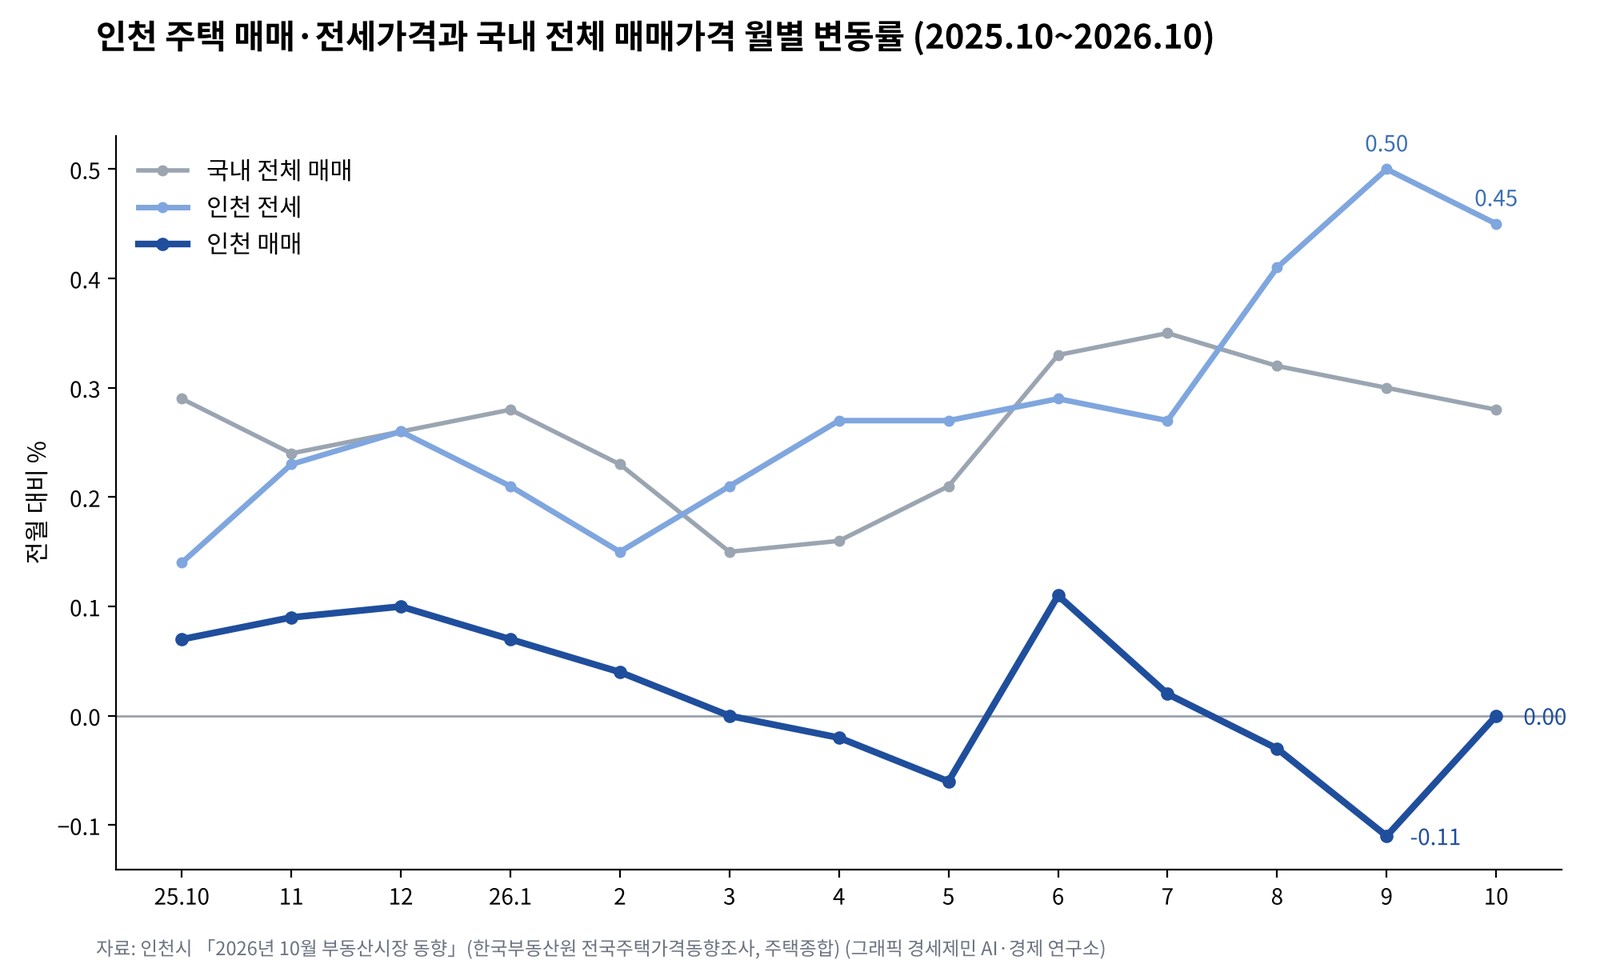 인천 주택 매매·전세가격과 국내 전체 매매가격 월별 변동률 (2025.10~2026.10)
국내 전체 매매
인천 전세
인천 매매
전월 대비 %
0.5
0.4
0.3
0.2
0.1
0.0
−0.1
0.50
0.45
0.00
-0.11
25.10 11 12 26.1 2 3 4 5 6 7 8 9 10
자료: 인천시 「2026년 10월 부동산시장 동향」(한국부동산원 전국주택가격동향조사, 주택종합) (그래픽 경세제민 AI·경제 연구소)